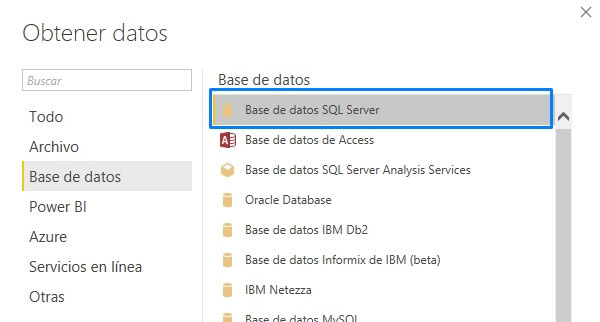 Obtener datos
Buscar
Todo
Archivo
Base de datos
Power BI
Azure
Servicios en línea
Otras
Base de datos
Base de datos SQL Server
Base de datos de Access
Base de datos SQL Server Analysis Services
Oracle Database
Base de datos IBM Db2
Base de datos Informix de IBM (beta)
IBM Netezza
Base de datos MySQL